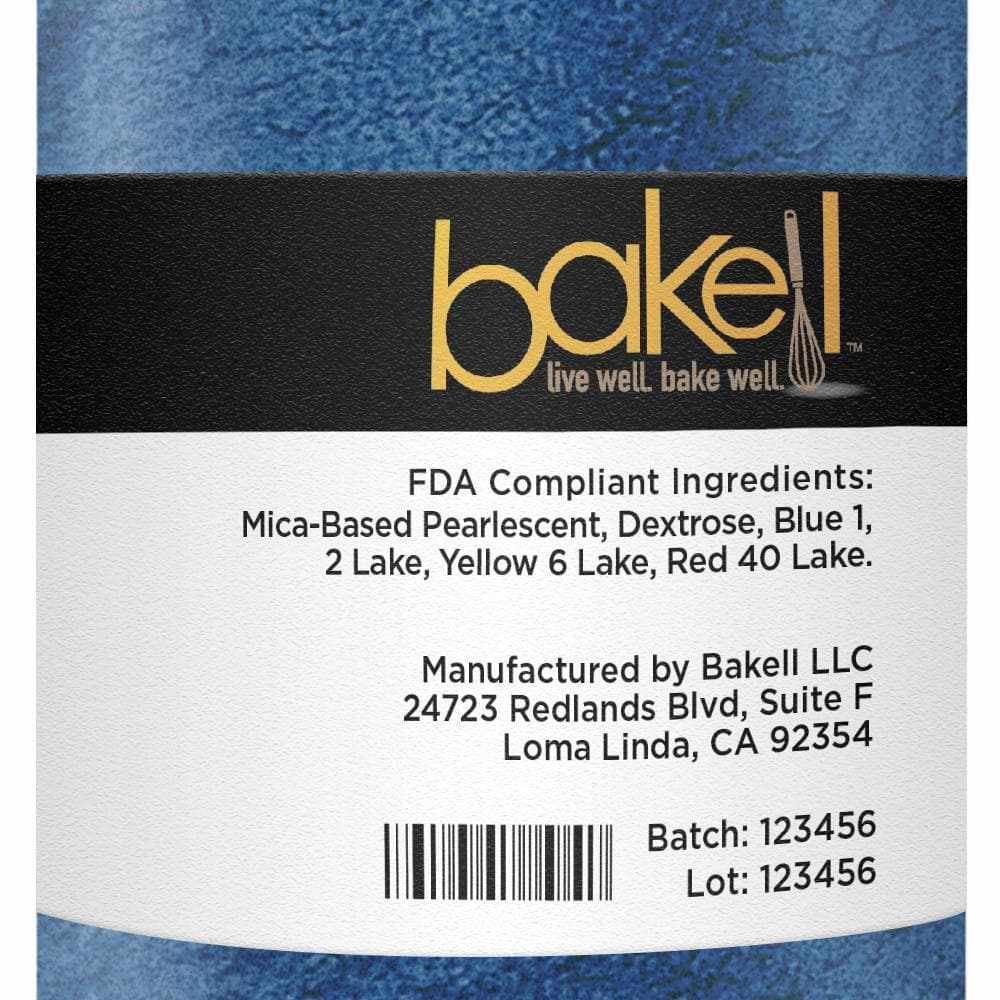 bakell™
live well. bake well.
FDA Compliant Ingredients:
Mica-Based Pearlescent, Dextrose, Blue 1,
2 Lake, Yellow 6 Lake, Red 40 Lake.
Manufactured by Bakell LLC
24723 Redlands Blvd, Suite F
Loma Linda, CA 92354
Batch: 123456
Lot: 123456